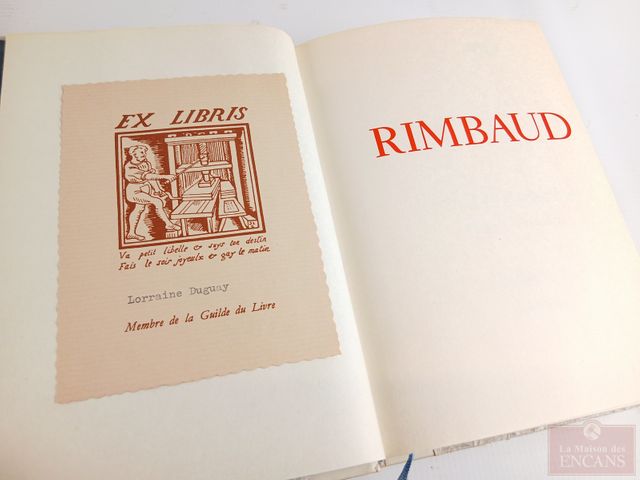 EX LIBRIS
Va petit libelle & suys ton destin
Fais le soir joyeulx & gay le matin
Lorraine Duguay
Membre de la Guilde du Livre
RIMBAUD
La Maison des
ENCANS